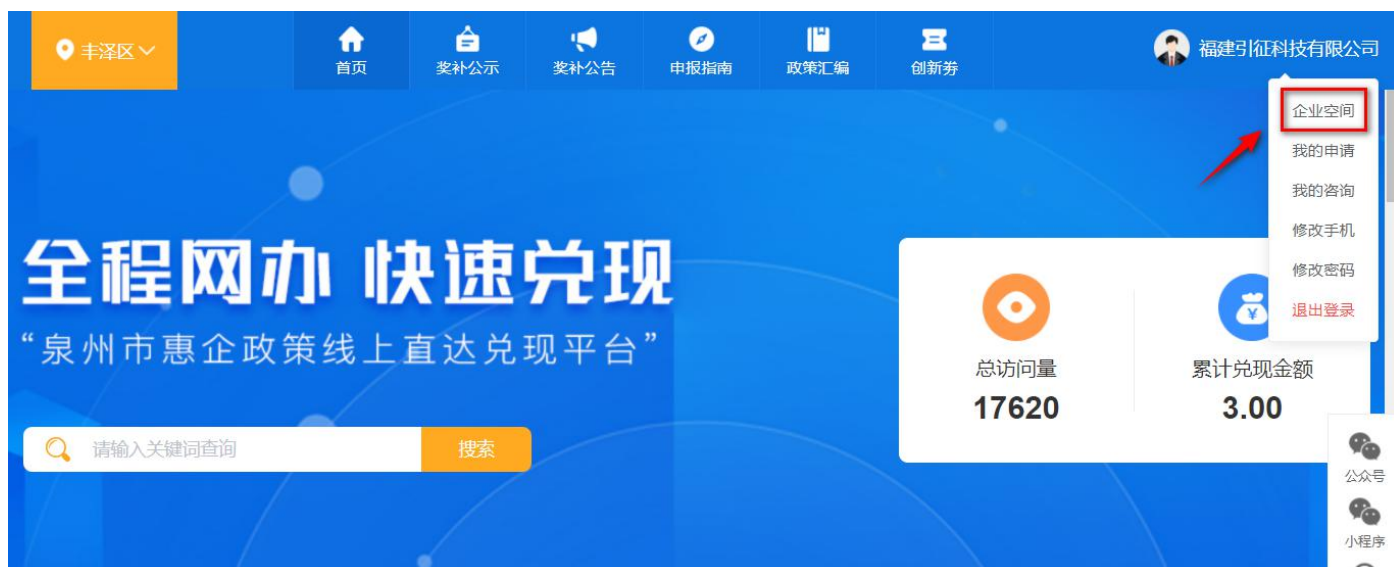 丰泽区
首页
奖补公示
奖补公告
申报指南
政策汇编
创新券
福建引征科技有限公司
企业空间
我的申请
我的咨询
修改手机
修改密码
退出登录
全程网办 快速兑现
“泉州市惠企政策线上直达兑现平台”
请输入关键词查询
搜索
总访问量
17620
累计兑现金额
3.00
公众号
小程序